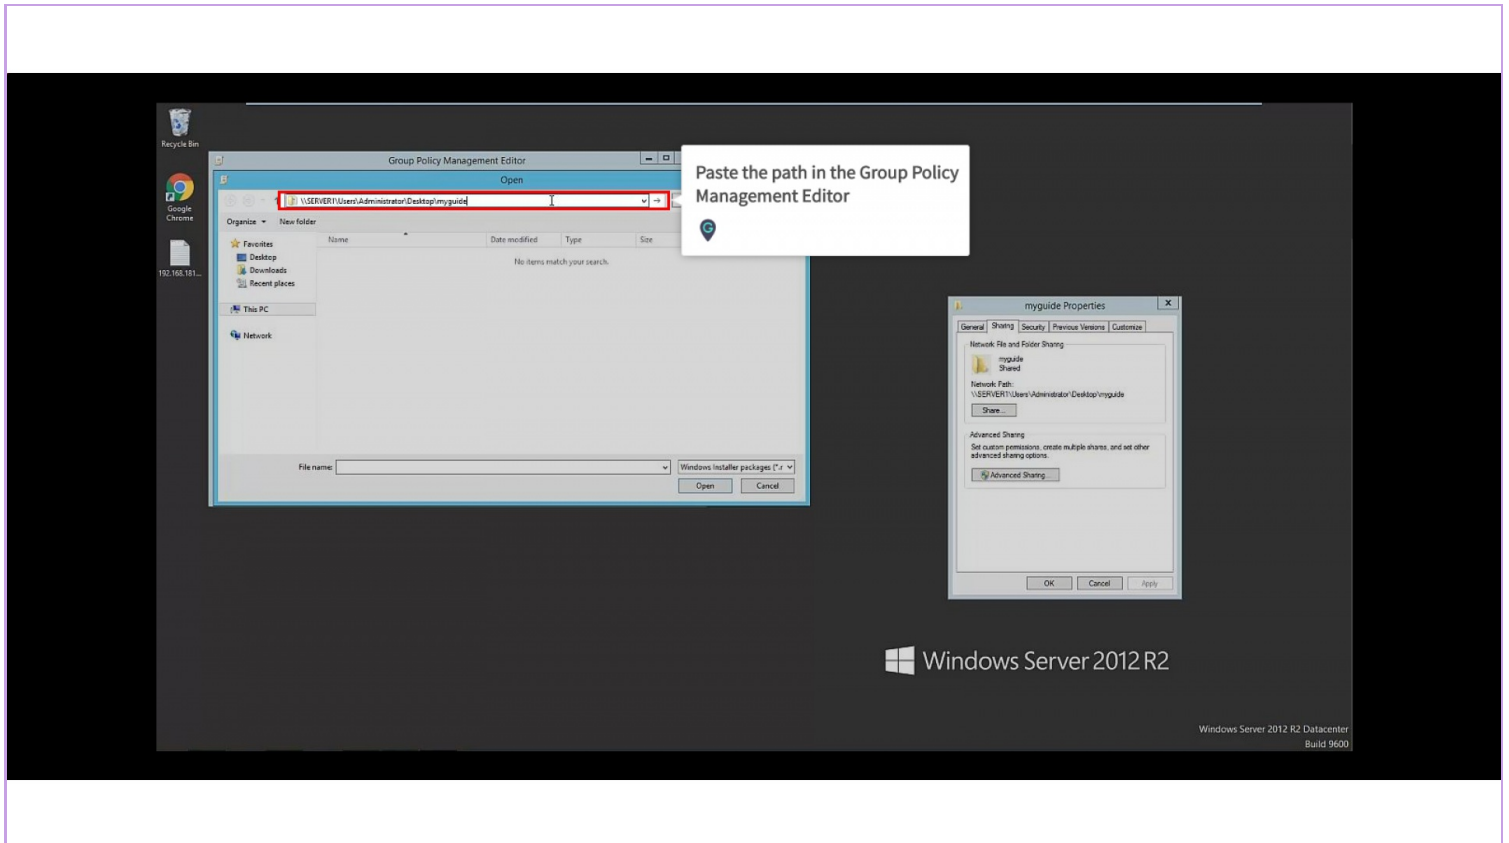 Recycle Bin
Google
Chrome
192.168.181...
Group Policy Management Editor
Open
\\SERVER1\Users\Administrator\Desktop\myguide
Organize
New folder
Name
Date modified
Type
Size
No items match your search.
Favorites
Desktop
Downloads
Recent places
This PC
Network
File name:
Windows Installer packages (*.r
Open
Cancel
Paste the path in the Group Policy
Management Editor
G
myguide Properties
General
Sharing
Security
Previous Versions
Customize
Network File and Folder Sharing
myguide
Shared
Network Path:
\\SERVER1\Users\Administrator\Desktop\myguide
Share...
Advanced Sharing
Set custom permissions, create multiple shares, and set other
advanced sharing options.
Advanced Sharing...
OK
Cancel
Apply
Windows Server 2012 R2
Windows Server 2012 R2 Datacenter
Build 9600